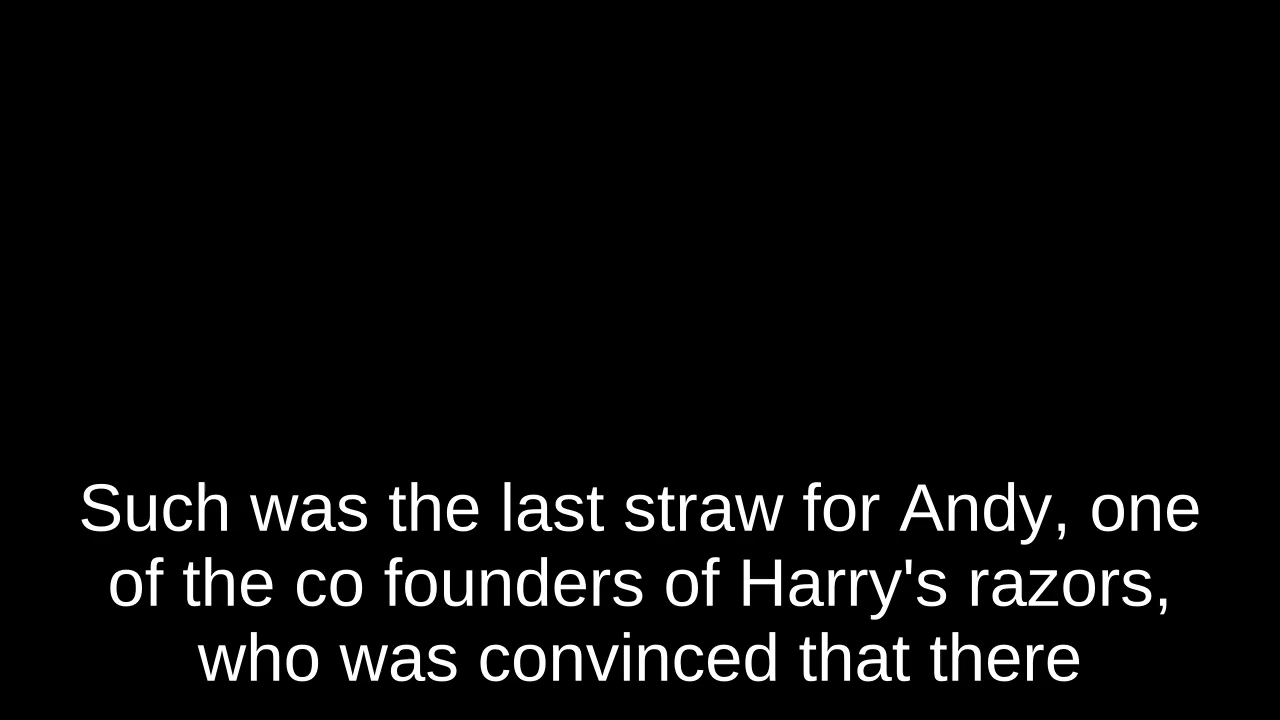 Such was the last straw for Andy, one
of the co founders of Harry's razors,
who was convinced that there